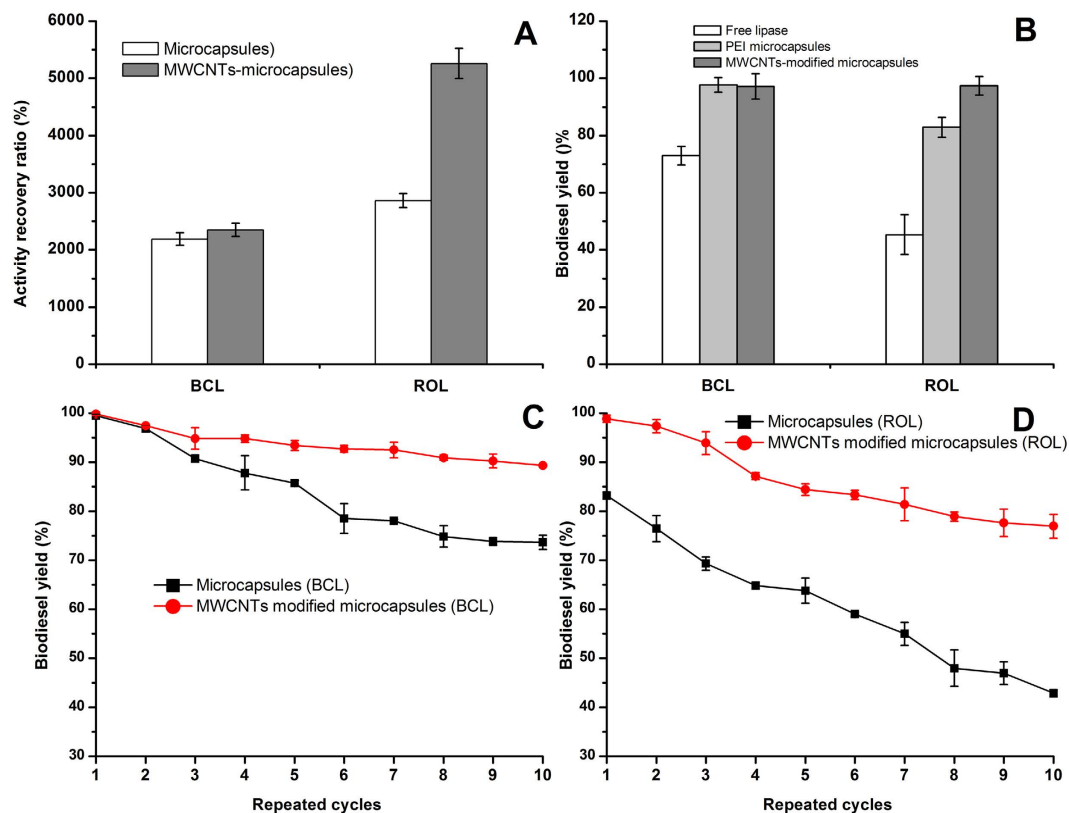 A
Activity recovery ratio (%)
6000
5000
4000
3000
2000
1000
0
Microcapsules)
MWCNTs-microcapsules)
BCL ROL
B
Biodiesel yield ()%
120
100
80
60
40
20
0
Free lipase
PEI microcapsules
MWCNTs-modified microcapsules
BCL ROL
C
Biodiesel yield (%)
100
90
80
70
60
50
40
30
Microcapsules (BCL)
MWCNTs modified microcapsules (BCL)
1 2 3 4 5 6 7 8 9 10
Repeated cycles
D
Biodiesel yield (%)
100
90
80
70
60
50
40
30
Microcapsules (ROL)
MWCNTs modified microcapsules (ROL)
1 2 3 4 5 6 7 8 9 10
Repeated cycles